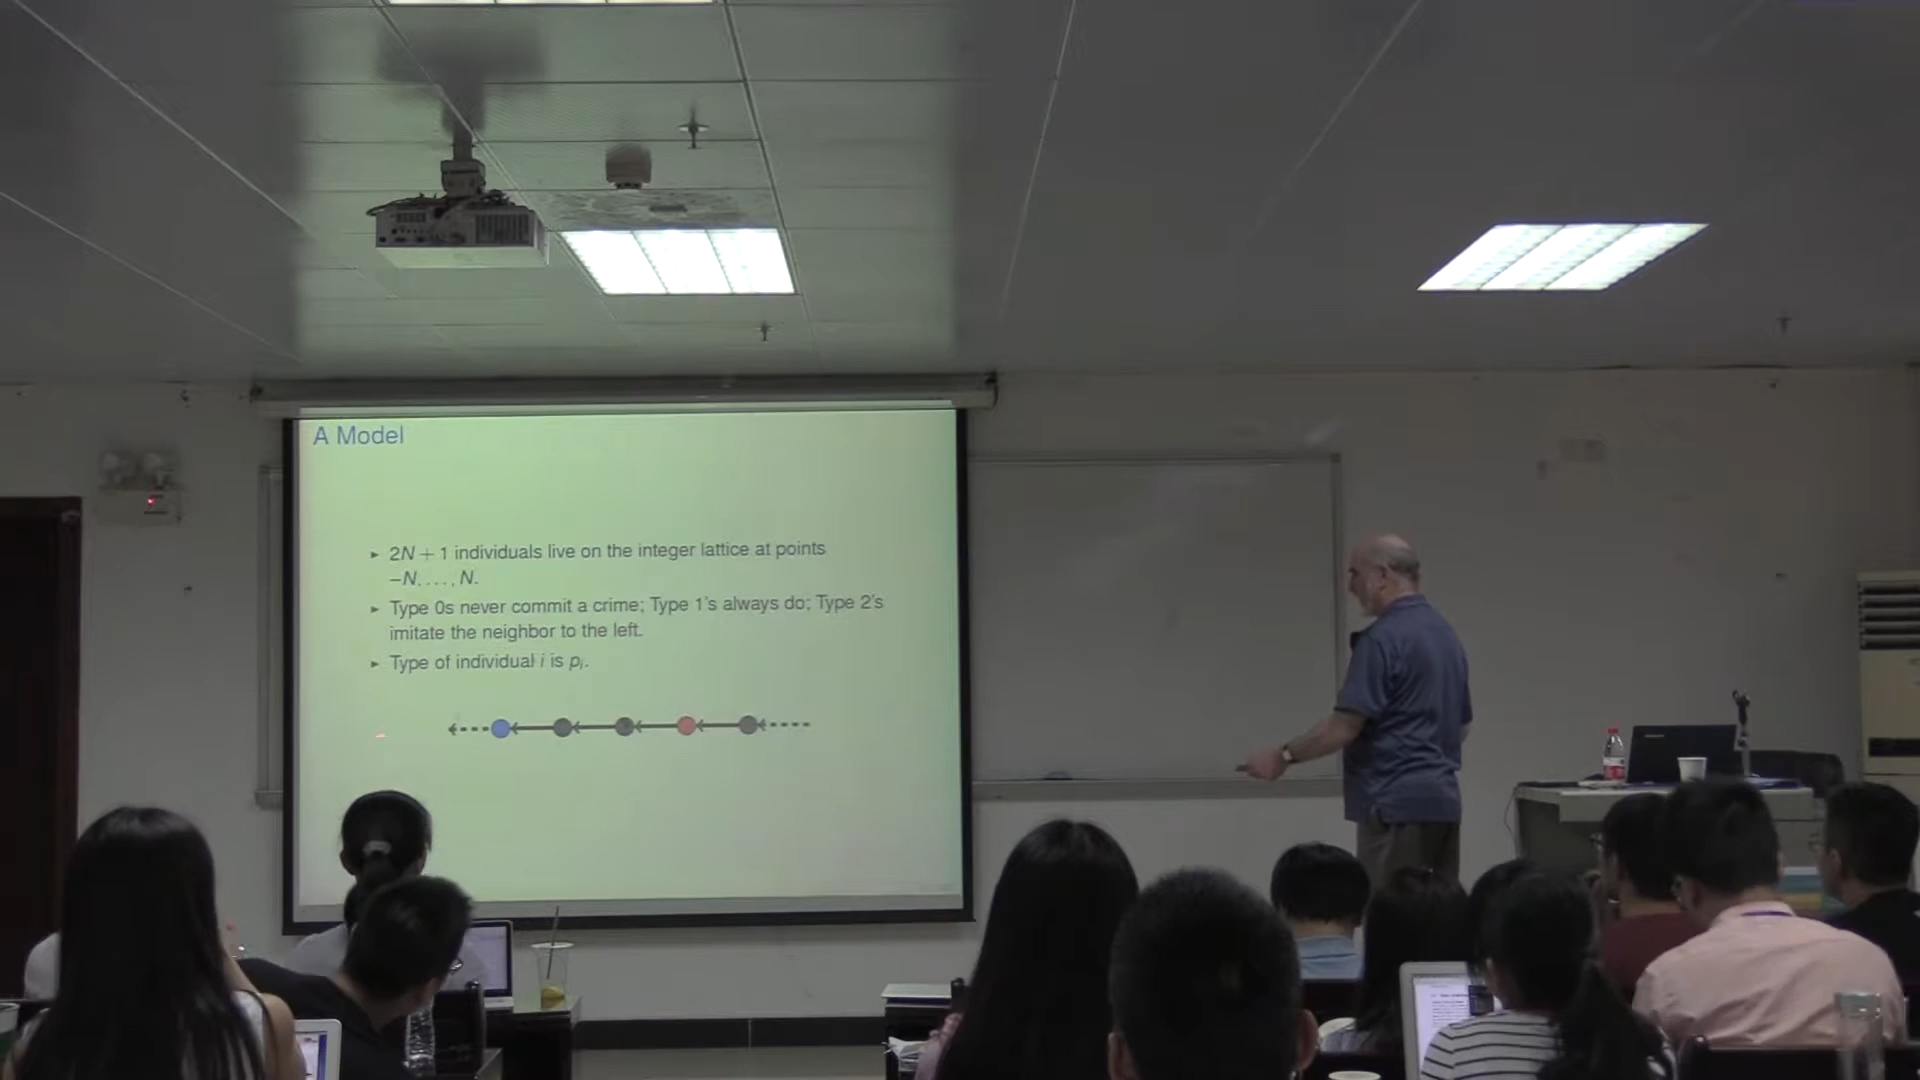 A Model
▸ 2N + 1 individuals live on the integer lattice at points
−N, . . . , N.
▸ Type 0s never commit a crime; Type 1's always do; Type 2's
imitate the neighbor to the left.
▸ Type of individual i is pᵢ.